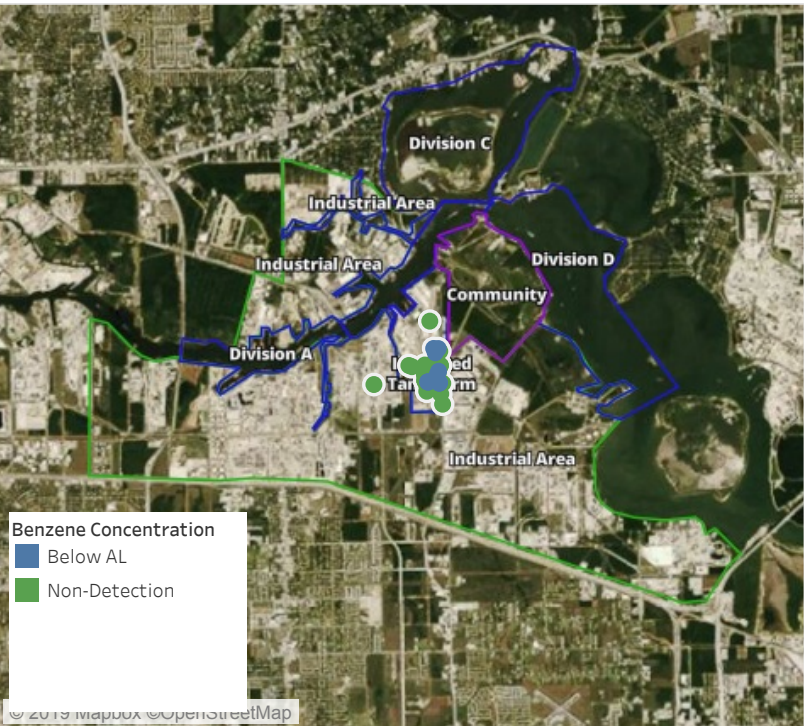 Division C
Industrial Area
Division D
Industrial Area
Community
Division A
Industrial Area
Benzene Concentration
Below AL
Non-Detection
© 2019 Mapbox ©OpenStreetMap